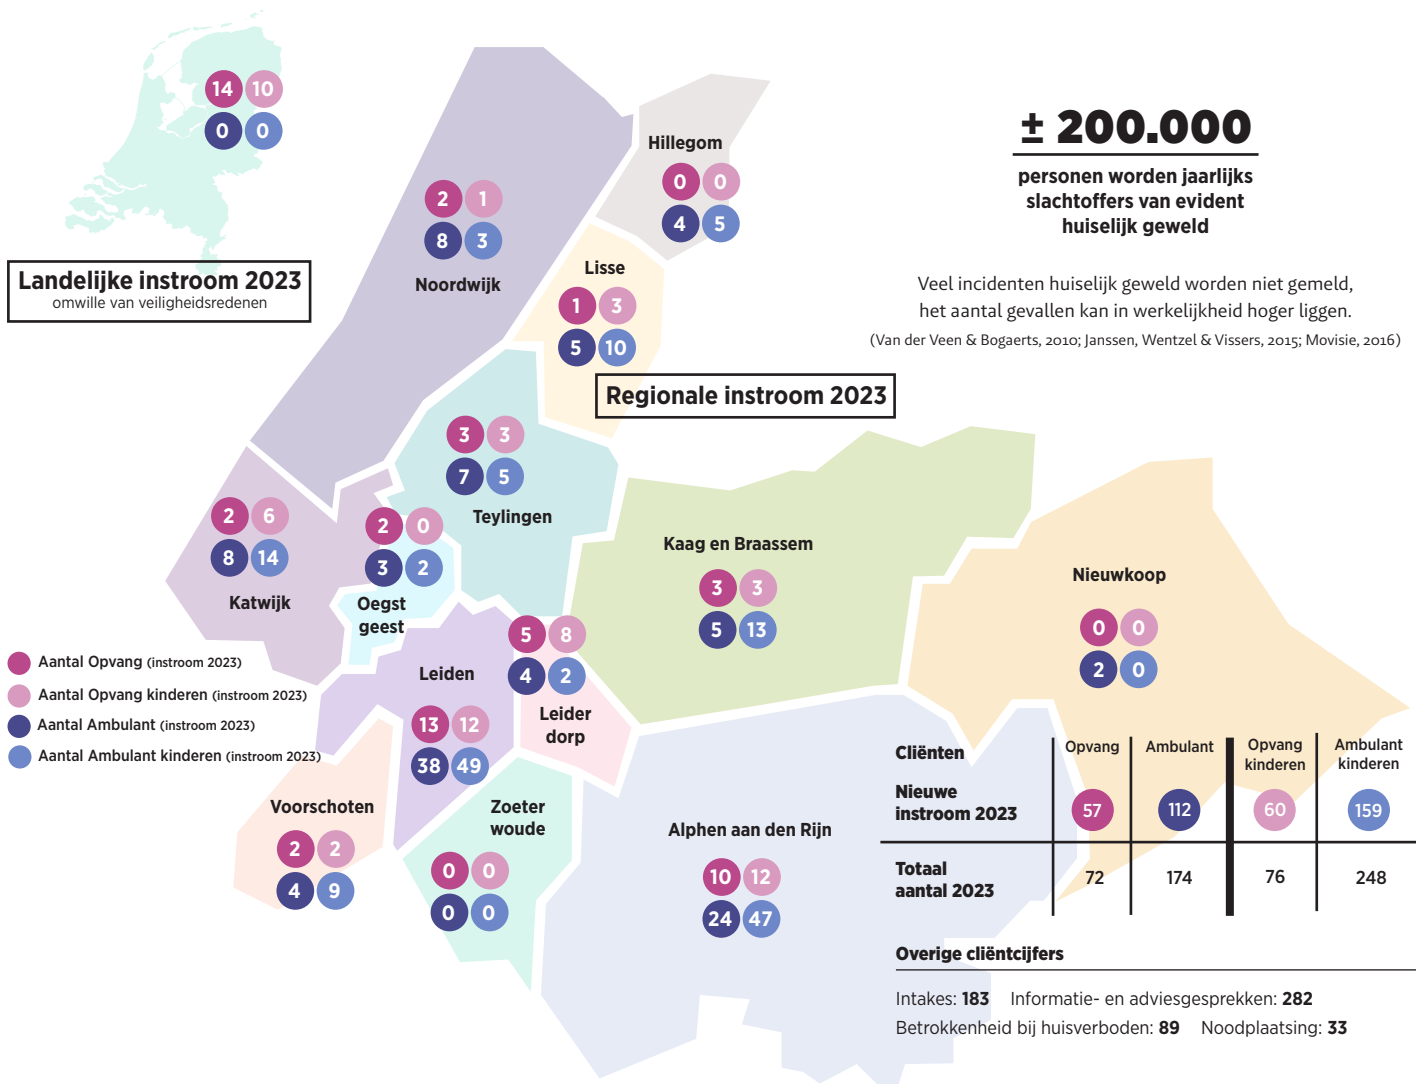 14 10
0 0
Landelijke instroom 2023
omwille van veiligheidsredenen
± 200.000
personen worden jaarlijks
slachtoffers van evident
huiselijk geweld
Veel incidenten huiselijk geweld worden niet gemeld,
het aantal gevallen kan in werkelijkheid hoger liggen.
(Van der Veen & Bogaerts, 2010; Janssen, Wentzel & Vissers, 2015; Movisie, 2016)
Hillegom
0 0
4 5
2 1
8 3
Noordwijk
Lisse
1 3
5 10
Regionale instroom 2023
3 3
7 5
Teylingen
2 6
8 14
Katwijk
2 0
3 2
Oegst
geest
Kaag en Braassem
3 3
5 13
Nieuwkoop
0 0
2 0
5 8
4 2
Leider
dorp
Leiden
13 12
38 49
Aantal Opvang (instroom 2023)
Aantal Opvang kinderen (instroom 2023)
Aantal Ambulant (instroom 2023)
Aantal Ambulant kinderen (instroom 2023)
Voorschoten
2 2
4 9
Zoeter
woude
0 0
0 0
Alphen aan den Rijn
10 12
24 47
Cliënten
Opvang
Ambulant
Opvang
kinderen
Ambulant
kinderen
Nieuwe
instroom 2023
57 112 60 159
Totaal
aantal 2023
72 174 76 248
Overige cliëntcijfers
Intakes: 183 Informatie- en adviesgesprekken: 282
Betrokkenheid bij huisverboden: 89 Noodplaatsing: 33